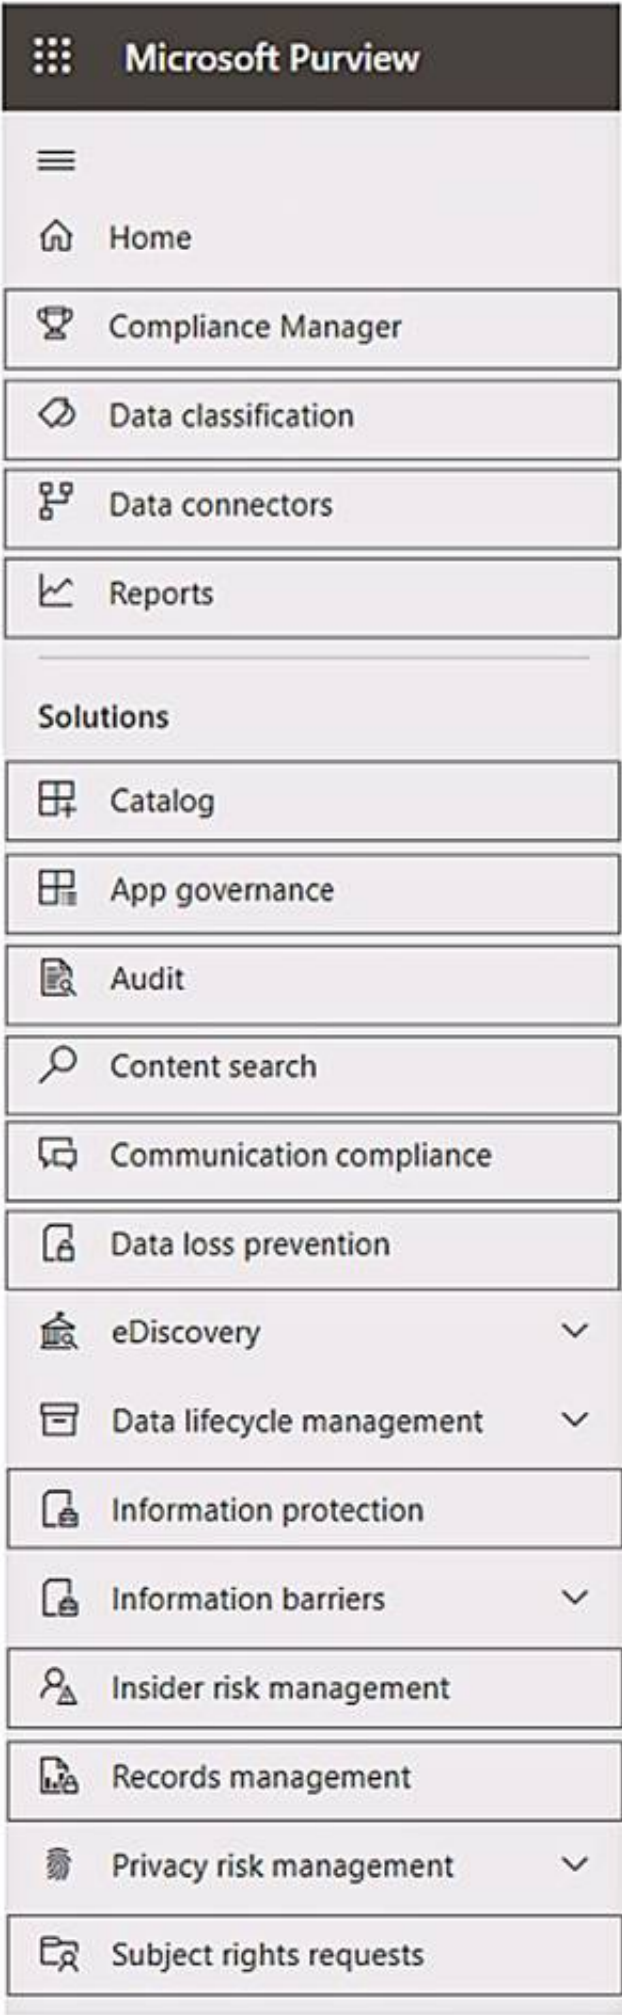 Microsoft Purview
Home
Compliance Manager
Data classification
Data connectors
Reports
Solutions
Catalog
App governance
Audit
Content search
Communication compliance
Data loss prevention
eDiscovery
Data lifecycle management
Information protection
Information barriers
Insider risk management
Records management
Privacy risk management
Subject rights requests